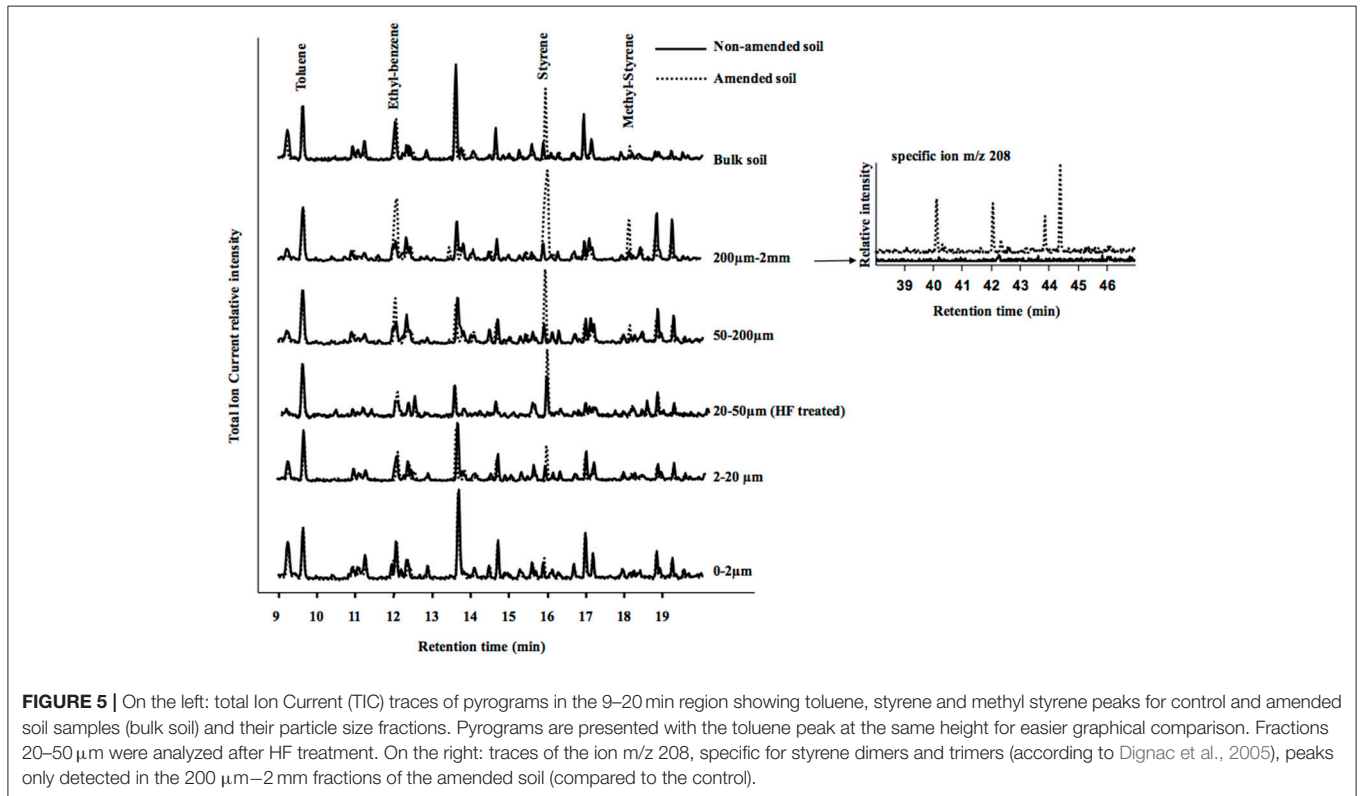 Toluene
Ethyl-benzene
Styrene
Methyl-Styrene
Non-amended soil
Amended soil
Bulk soil
200µm-2mm
50-200µm
20-50µm (HF treated)
2-20 µm
0-2µm
Total Ion Current relative intensity
9 10 11 12 13 14 15 16 17 18 19
Retention time (min)
specific ion m/z 208
Relative intensity
39 40 41 42 43 44 45 46
Retention time (min)
FIGURE 5 | On the left: total Ion Current (TIC) traces of pyrograms in the 9–20 min region showing toluene, styrene and methyl styrene peaks for control and amended
soil samples (bulk soil) and their particle size fractions. Pyrograms are presented with the toluene peak at the same height for easier graphical comparison. Fractions
20–50 µm were analyzed after HF treatment. On the right: traces of the ion m/z 208, specific for styrene dimers and trimers (according to Dignac et al., 2005), peaks
only detected in the 200 µm–2 mm fractions of the amended soil (compared to the control).